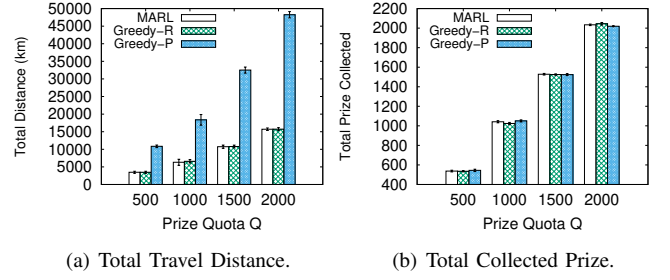 MARL
Greedy-R
Greedy-P
Total Distance (km)
50000
45000
40000
35000
30000
25000
20000
15000
10000
5000
0
500 1000 1500 2000
Prize Quota Q
(a) Total Travel Distance.
MARL
Greedy-R
Greedy-P
Total Prize Collected
2200
2000
1800
1600
1400
1200
1000
800
600
400
500 1000 1500 2000
Prize Quota Q
(b) Total Collected Prize.